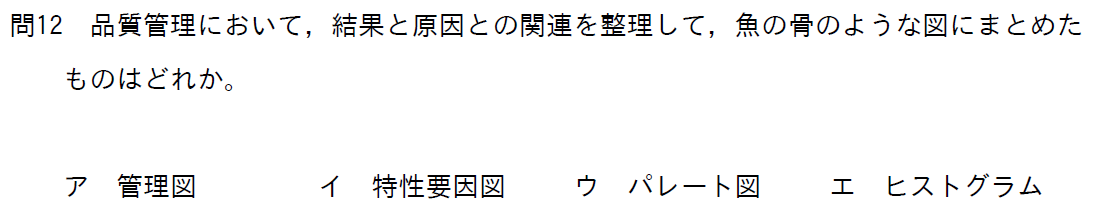 問12　品質管理において，結果と原因との関連を整理して，魚の骨のような図にまとめた
ものはどれか。
ア　管理図　イ　特性要因図　ウ　パレート図　エ　ヒストグラム